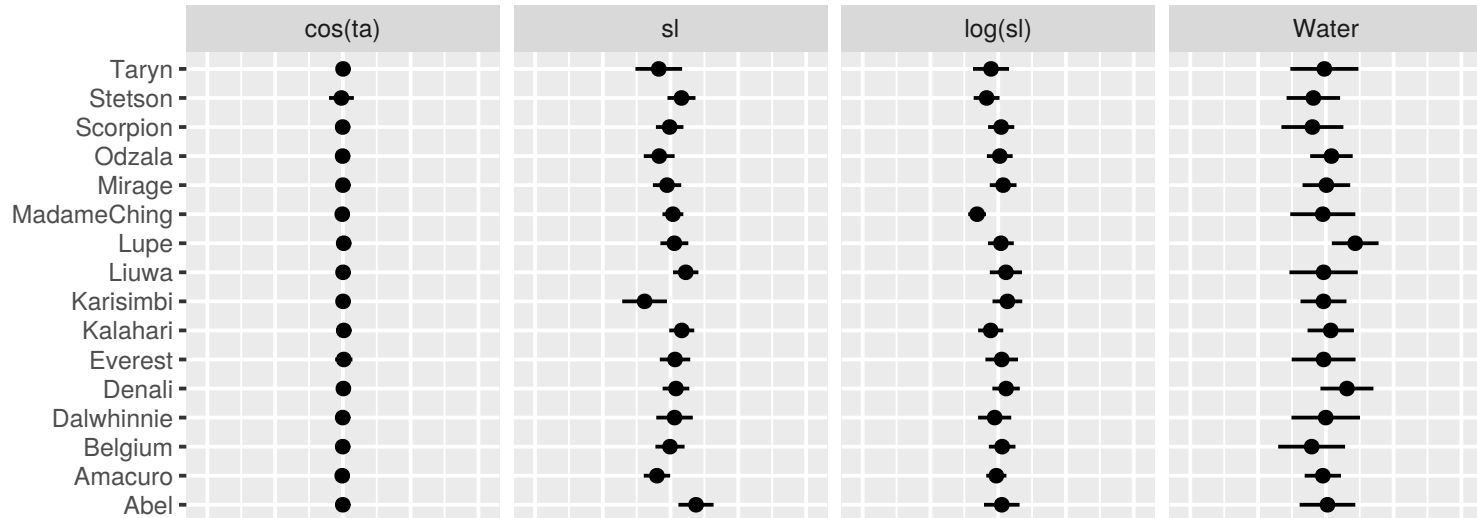 cos(ta) sl log(sl) Water
Taryn
Stetson
Scorpion
Odzala
Mirage
MadameChing
Lupe
Liuwa
Karisimbi
Kalahari
Everest
Denali
Dalwhinnie
Belgium
Amacuro
Abel